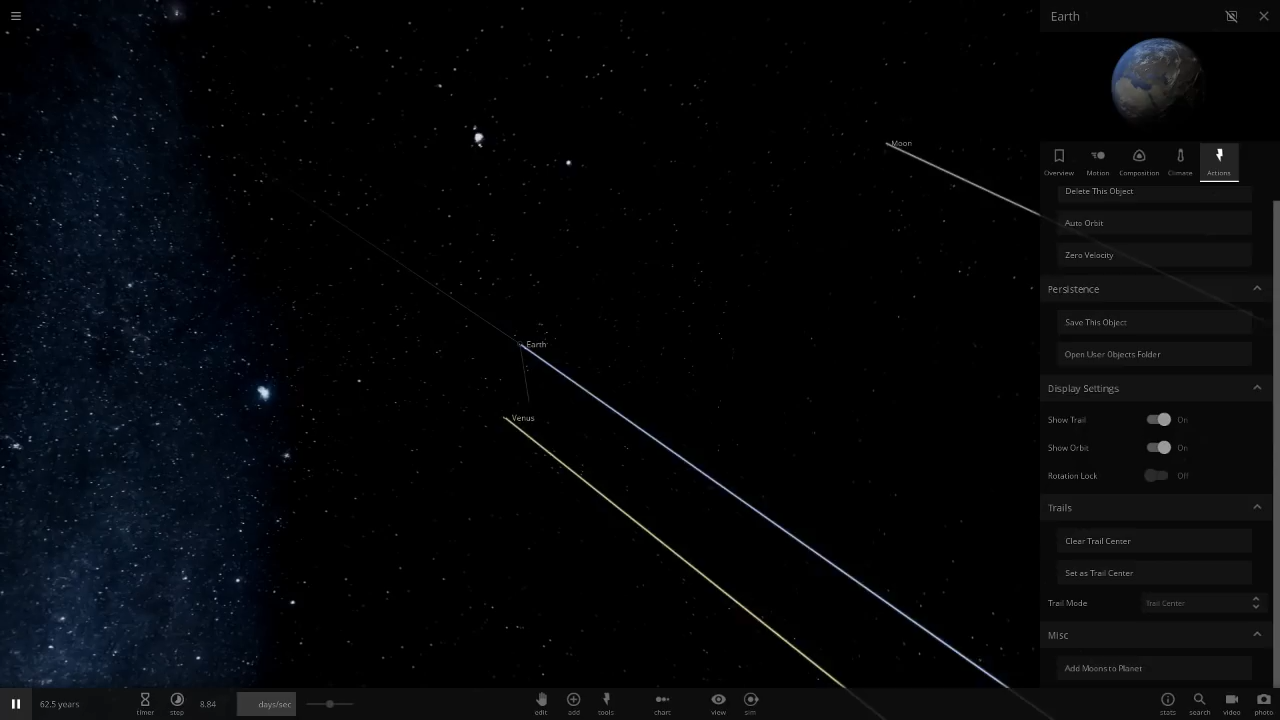 Earth
Moon
Overview
Motion
Composition
Climate
Actions
Delete This Object
Auto Orbit
Zero Velocity
Persistence
Save This Object
Open User Objects Folder
Earth
Display Settings
Venus
Show Trail On
Show Orbit On
Rotation Lock Off
Trails
Clear Trail Center
Set as Trail Center
Trail Mode Trail Center
Misc
Add Moons to Planet
62.5 years
timer
step
8.84
days/sec
edit
add
tools
chart
view
sim
stats
search
video
photo